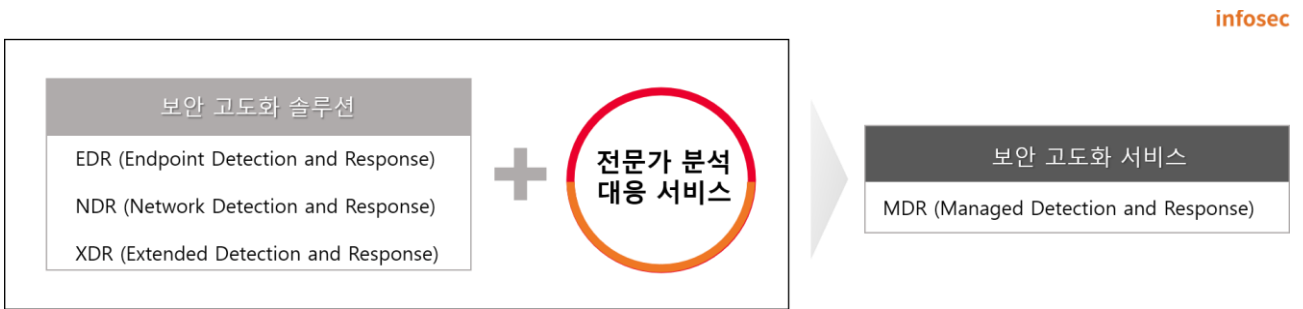 infosec
보안 고도화 솔루션
EDR (Endpoint Detection and Response)
NDR (Network Detection and Response)
XDR (Extended Detection and Response)
전문가 분석
대응 서비스
보안 고도화 서비스
MDR (Managed Detection and Response)